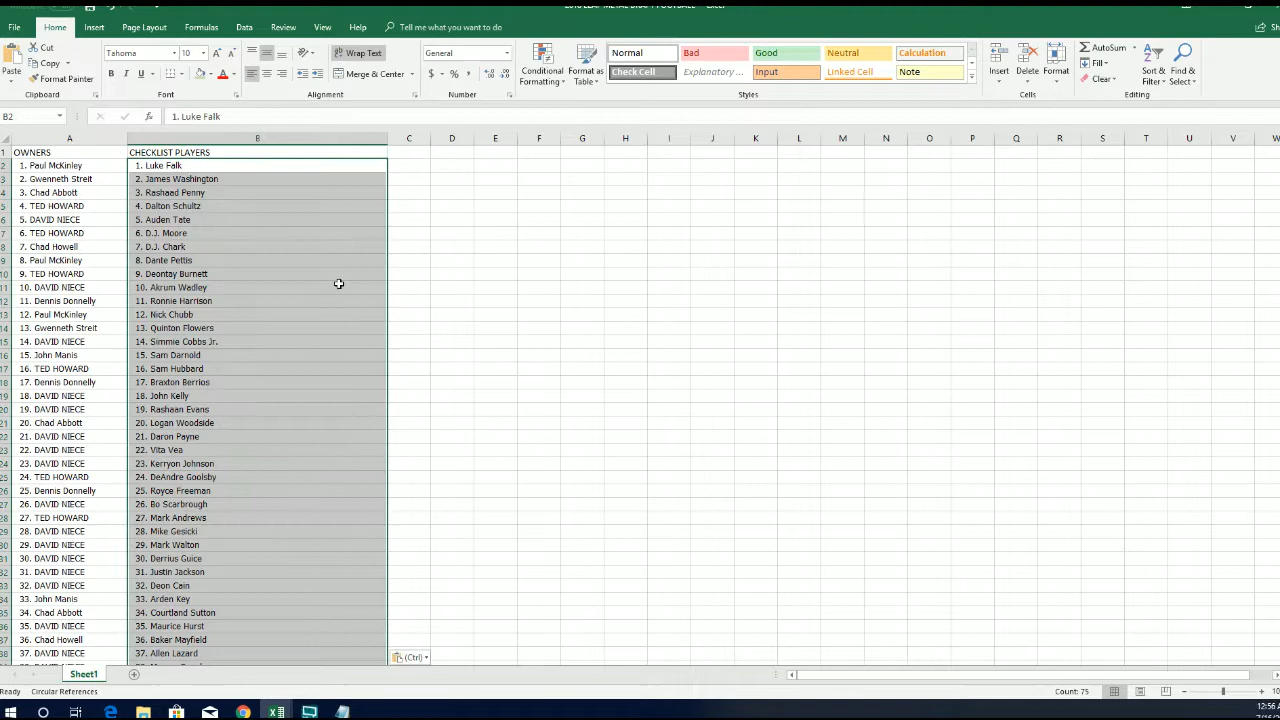 File Home Insert Page Layout Formulas Data Review View Help Tell me what you want to do
Cut
Copy
Format Painter
Paste
Clipboard
Tahoma 10
Font
Wrap Text
Merge & Center
Alignment
General
Number
Conditional Formatting
Format as Table
Normal Bad Good Neutral Calculation
Check Cell Explanatory ... Input Linked Cell Note
Styles
Insert Delete Format
Cells
AutoSum
Fill
Clear
Sort & Filter
Find & Select
Editing
B2 1. Luke Falk
A B C D E F G H I J K L M N O P Q R S T U V W
1 OWNERS CHECKLIST PLAYERS
1. Paul McKinley 1. Luke Falk
2. Gwenneth Streit 2. James Washington
3. Chad Abbott 3. Rashaad Penny
4. TED HOWARD 4. Dalton Schultz
5. DAVID NIECE 5. Auden Tate
6. TED HOWARD 6. D.J. Moore
7. Chad Howell 7. D.J. Chark
8. Paul McKinley 8. Dante Pettis
9. TED HOWARD 9. Deontay Burnett
10. DAVID NIECE 10. Akrum Wadley
11. Dennis Donnelly 11. Ronnie Harrison
12. Paul McKinley 12. Nick Chubb
13. Gwenneth Streit 13. Quinton Flowers
14. DAVID NIECE 14. Simmie Cobbs Jr.
15. John Manis 15. Sam Darnold
16. TED HOWARD 16. Sam Hubbard
17. Dennis Donnelly 17. Braxton Berrios
18. DAVID NIECE 18. John Kelly
19. DAVID NIECE 19. Rashaan Evans
20. Chad Abbott 20. Logan Woodside
21. DAVID NIECE 21. Daron Payne
22. DAVID NIECE 22. Vita Vea
23. DAVID NIECE 23. Kerryon Johnson
24. TED HOWARD 24. DeAndre Goolsby
25. Dennis Donnelly 25. Royce Freeman
26. DAVID NIECE 26. Bo Scarbrough
27. TED HOWARD 27. Mark Andrews
28. DAVID NIECE 28. Mike Gesicki
29. DAVID NIECE 29. Mark Walton
30. DAVID NIECE 30. Derrius Guice
31. DAVID NIECE 31. Justin Jackson
32. DAVID NIECE 32. Deon Cain
33. John Manis 33. Arden Key
34. Chad Abbott 34. Courtland Sutton
35. DAVID NIECE 35. Maurice Hurst
36. Chad Howell 36. Baker Mayfield
37. DAVID NIECE 37. Allen Lazard
(Ctrl)
Sheet1
Ready Circular References Count: 75
12:56